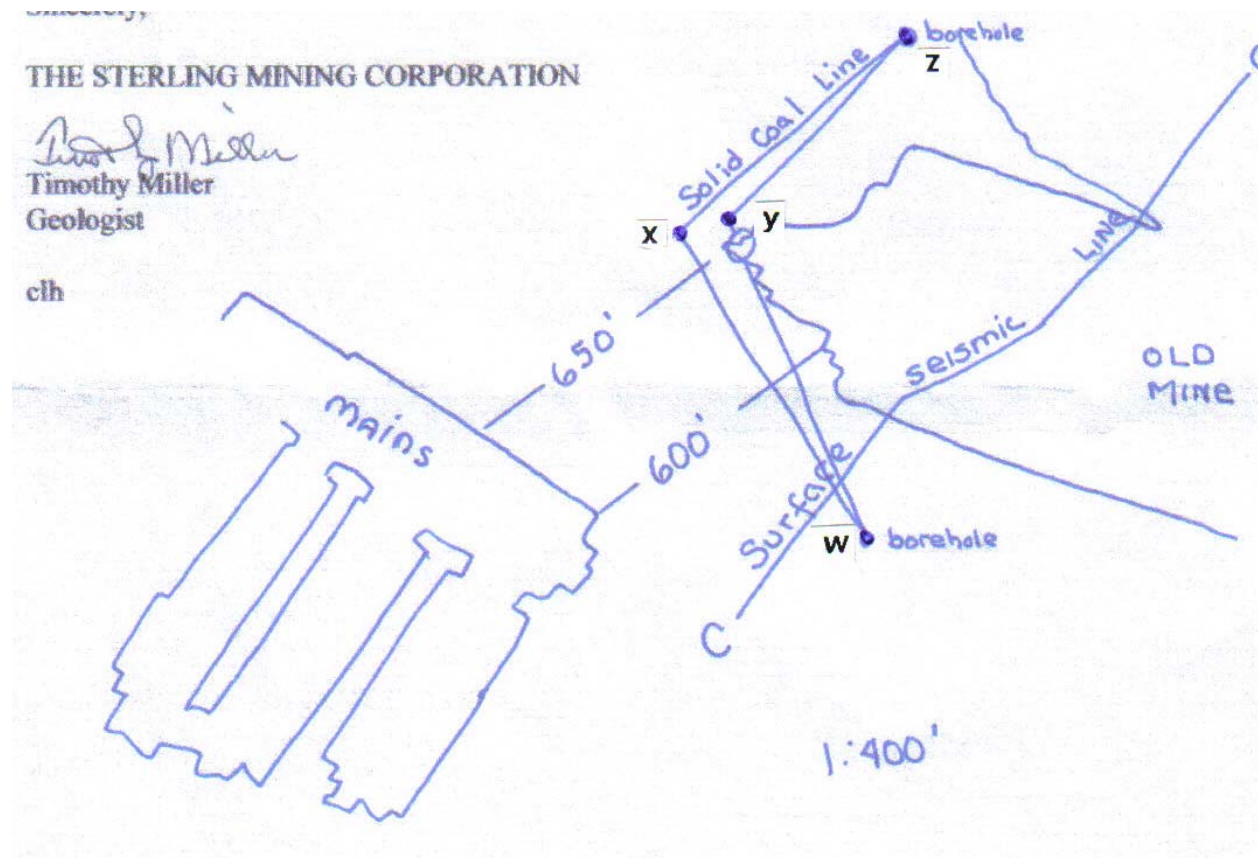 Sincerely,
THE STERLING MINING CORPORATION
Timothy Miller
Timothy Miller
Geologist
clh
borehole
Z
Solid Coal Line
X
y
650'
600'
mains
Surface
seismic
LINE
OLD
MINE
W
borehole
C
1:400'